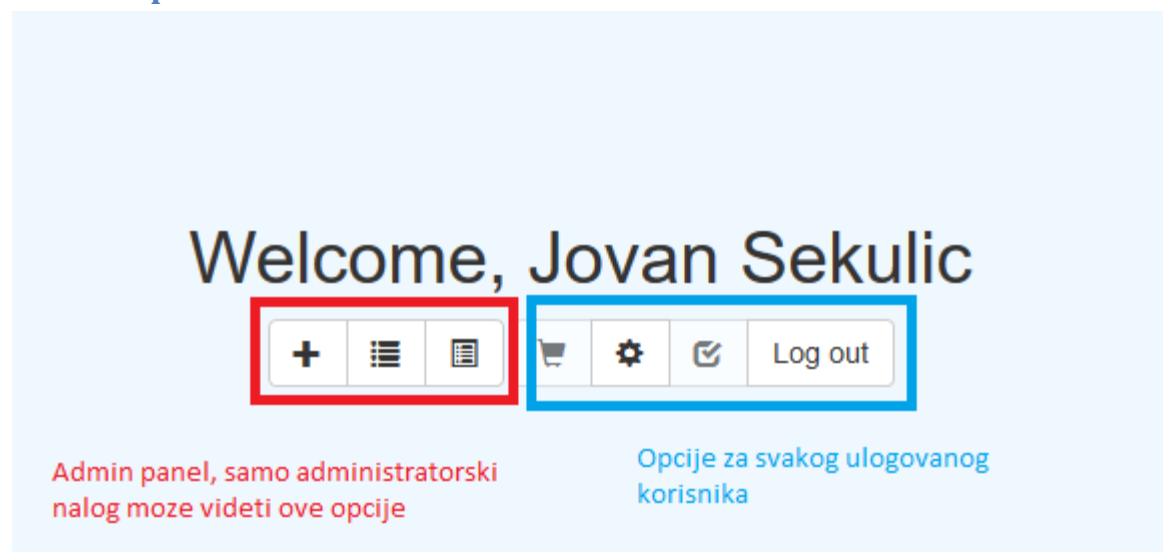 Welcome, Jovan Sekulic
Log out
Admin panel, samo administratorski
nalog moze videti ove opcije
Opcije za svakog ulogovanog
korisnika